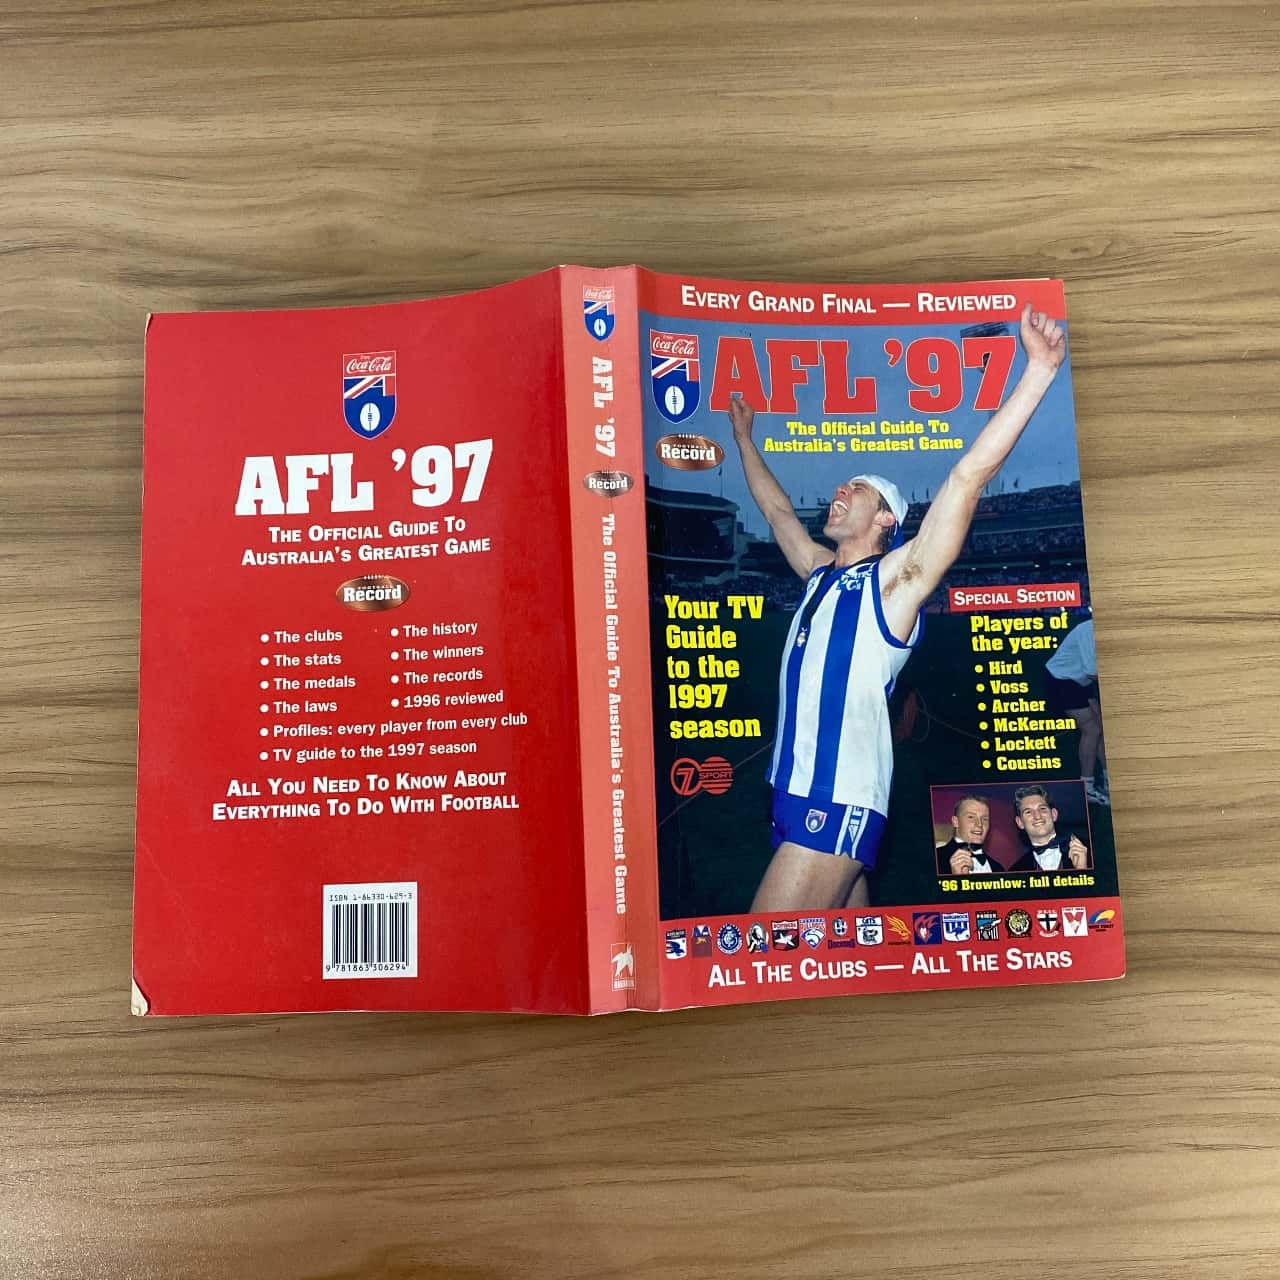 Enjoy
Coca-Cola
AFL '97
THE OFFICIAL GUIDE TO
AUSTRALIA'S GREATEST GAME
FOOTBALL
Record
• The clubs
• The stats
• The medals
• The laws
• The history
• The winners
• The records
• 1996 reviewed
• Profiles: every player from every club
• TV guide to the 1997 season
ALL YOU NEED TO KNOW ABOUT
EVERYTHING TO DO WITH FOOTBALL
ISBN 1-86330-629-3
9 781863 306294
Coca-Cola
AFL '97
Record
The Official Guide To Australia's Greatest Game
EVERY GRAND FINAL — REVIEWED
Enjoy
Coca-Cola
AFL '97
The Official Guide To
Australia's Greatest Game
FOOTBALL
Record
Your TV
Guide
to the
1997
season
7 SPORT
SPECIAL SECTION
Players of
the year:
• Hird
• Voss
• Archer
• McKernan
• Lockett
• Cousins
'96 Brownlow: full details
ALL THE CLUBS — ALL THE STARS